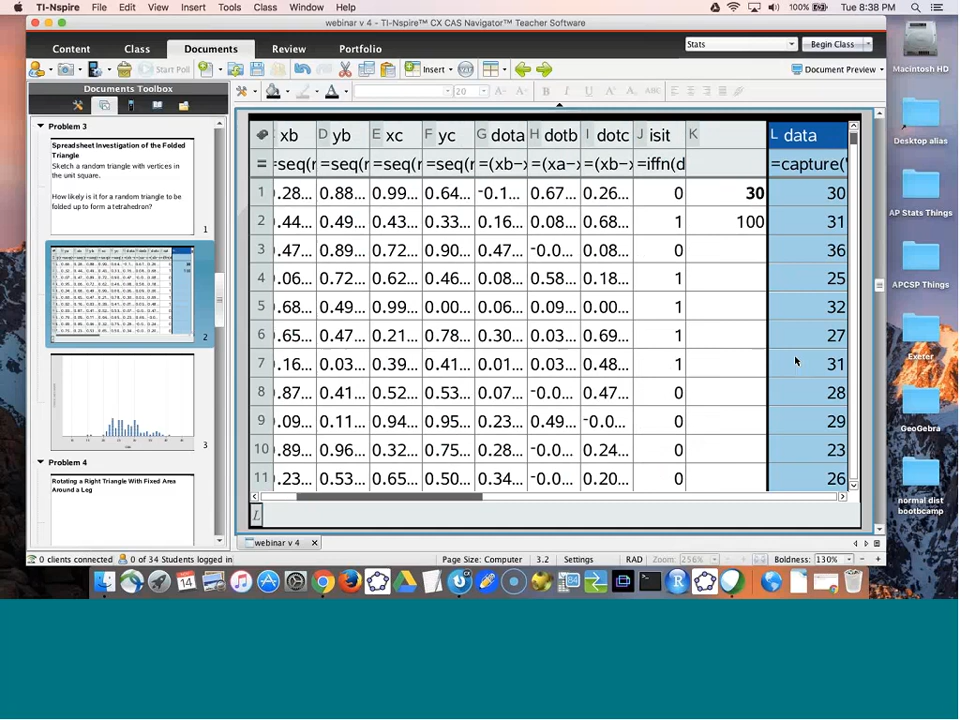 TI-Nspire File Edit View Insert Tools Class Window Help 100% Tue 8:38 PM
webinar v 4 - TI-Nspire™ CX CAS Navigator™ Teacher Software
Content Class Documents Review Portfolio Stats Begin Class
Start Poll Insert Document Preview
Documents Toolbox
20 B I U A A ABC
Problem 3
Spreadsheet Investigation of the Folded
Triangle
Sketch a random triangle with vertices in
the unit square.
How likely is it for a random triangle to be
folded up to form a tetrahedron?
1
2
3
Problem 4
Rotating a Right Triangle With Fixed Area
Around a Leg
xb D yb E xc F yc G dota H dotb I dotc J isit K L data
= =seq(r =seq(r =seq(r =seq(r =(xb− =(xa− =(xb− =iffn(d =capture('
1 .28... 0.88... 0.99... 0.64... -0.1... 0.67... 0.26... 0 30 30
2 .44... 0.49... 0.43... 0.33... 0.16... 0.08... 0.68... 1 100 31
3 .47... 0.89... 0.72... 0.90... 0.47... -0.0... 0.08... 0 36
4 .06... 0.72... 0.62... 0.46... 0.08... 0.58... 0.18... 1 25
5 .68... 0.49... 0.99... 0.00... 0.06... 0.09... 0.00... 1 32
6 .65... 0.47... 0.21... 0.78... 0.30... 0.03... 0.69... 1 27
7 .16... 0.03... 0.39... 0.41... 0.01... 0.03... 0.48... 1 31
8 .87... 0.41... 0.52... 0.53... 0.07... -0.0... 0.47... 0 28
9 .09... 0.11... 0.94... 0.95... 0.23... 0.49... -0.0... 0 29
10 .89... 0.96... 0.32... 0.75... 0.28... -0.0... 0.24... 0 23
11 .23... 0.53... 0.65... 0.50... 0.34... -0.0... 0.20... 0 26
L
webinar v 4
0 clients connected 0 of 34 Students logged in Page Size: Computer 3.2 Settings RAD Zoom: 256% Boldness: 130%
Macintosh HD
Desktop alias
AP Stats Things
APCSP Things
Exeter
GeoGebra
normal dist
bootbcamp
14
84
R